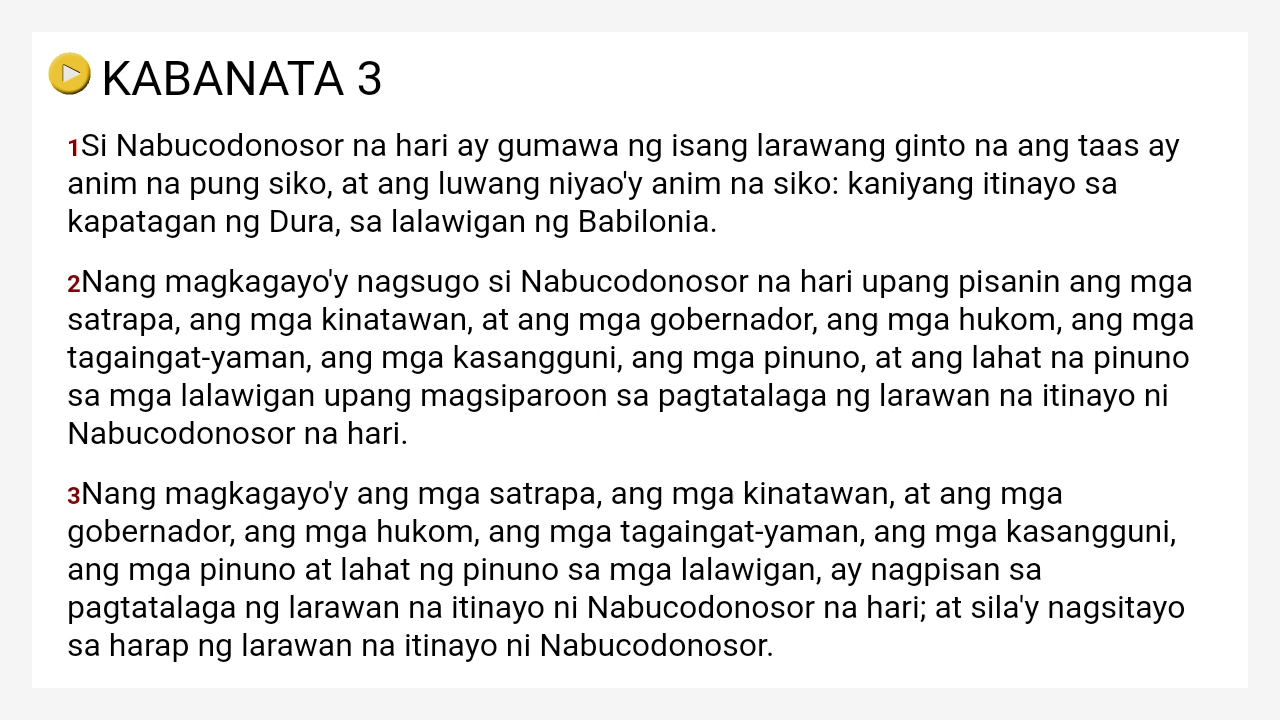 KABANATA 3
1Si Nabucodonosor na hari ay gumawa ng isang larawang ginto na ang taas ay
anim na pung siko, at ang luwang niyao'y anim na siko: kaniyang itinayo sa
kapatagan ng Dura, sa lalawigan ng Babilonia.
2Nang magkagayo'y nagsugo si Nabucodonosor na hari upang pisanin ang mga
satrapa, ang mga kinatawan, at ang mga gobernador, ang mga hukom, ang mga
tagaingat-yaman, ang mga kasangguni, ang mga pinuno, at ang lahat na pinuno
sa mga lalawigan upang magsiparoon sa pagtatalaga ng larawan na itinayo ni
Nabucodonosor na hari.
3Nang magkagayo'y ang mga satrapa, ang mga kinatawan, at ang mga
gobernador, ang mga hukom, ang mga tagaingat-yaman, ang mga kasangguni,
ang mga pinuno at lahat ng pinuno sa mga lalawigan, ay nagpisan sa
pagtatalaga ng larawan na itinayo ni Nabucodonosor na hari; at sila'y nagsitayo
sa harap ng larawan na itinayo ni Nabucodonosor.